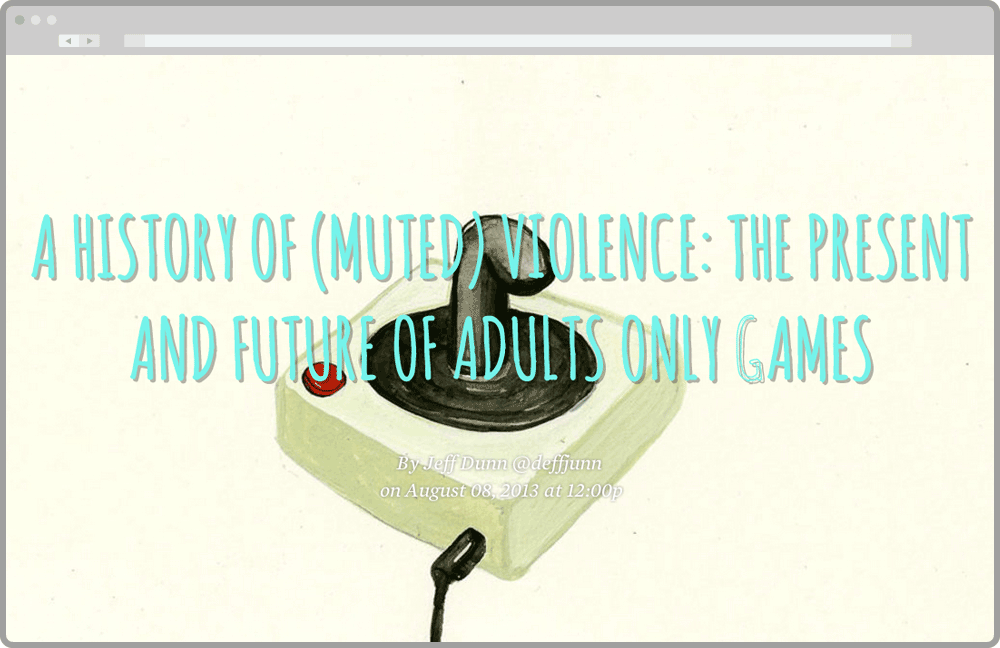 A HISTORY OF (MUTED) VIOLENCE: THE PRESENT
AND FUTURE OF ADULTS ONLY GAMES
By Jeff Dunn @deffjunn
on August 08, 2013 at 12:00p